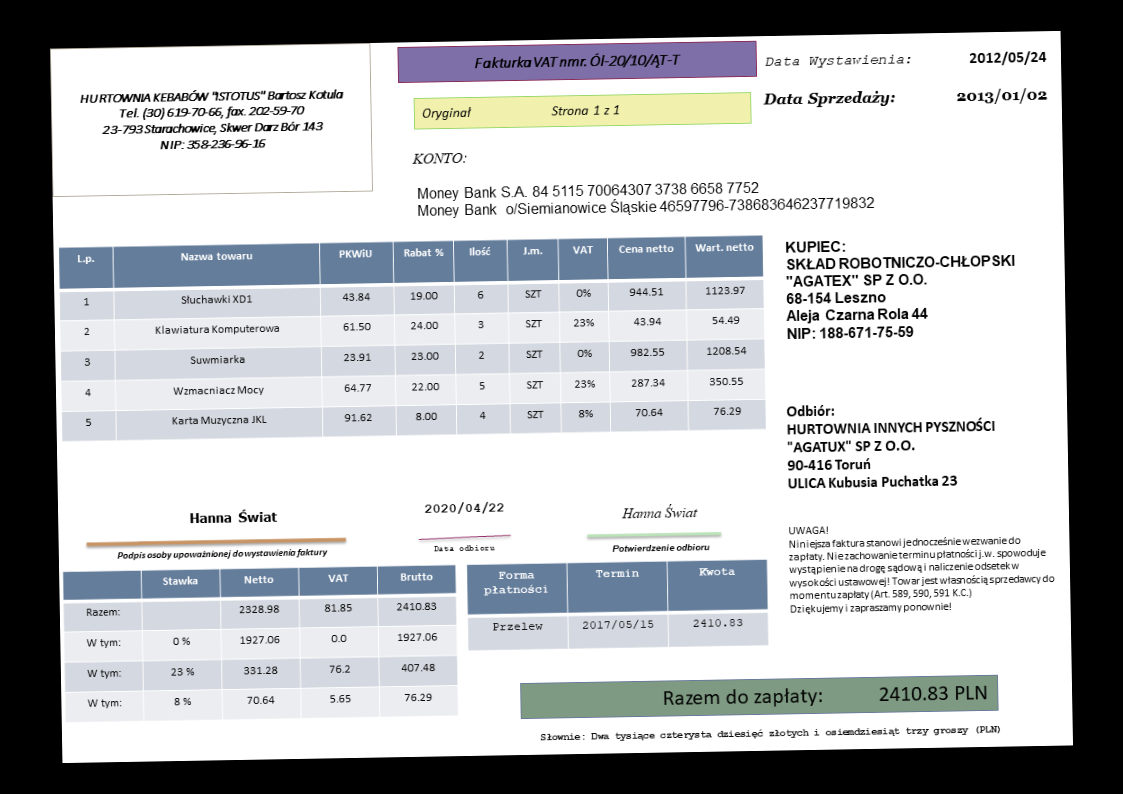 HURTOWNIA KEBABÓW "ISTOTUS" Bartosz Kotula
Tel. (30) 619-70-66, fax. 202-59-70
23-793 Starachowice, Skwer Darz Bór 143
NIP: 358-236-96-16
Fakturka VAT nmr. ÓI-20/10/ĄT-T
Oryginał Strona 1 z 1
Data Wystawienia: 2012/05/24
Data Sprzedaży: 2013/01/02
KONTO:
Money Bank S.A. 84 5115 70064307 3738 6658 7752
Money Bank o/Siemianowice Śląskie 46597796-738683646237719832
L.p. Nazwa towaru PKWiU Rabat % Ilość J.m. VAT Cena netto Wart. netto
1 Słuchawki XD1 43.84 19.00 6 SZT 0% 944.51 1123.97
2 Klawiatura Komputerowa 61.50 24.00 3 SZT 23% 43.94 54.49
3 Suwmiarka 23.91 23.00 2 SZT 0% 982.55 1208.54
4 Wzmacniacz Mocy 64.77 22.00 5 SZT 23% 287.34 350.55
5 Karta Muzyczna JKL 91.62 8.00 4 SZT 8% 70.64 76.29
KUPIEC:
SKŁAD ROBOTNICZO-CHŁOPSKI
"AGATEX" SP Z O.O.
68-154 Leszno
Aleja Czarna Rola 44
NIP: 188-671-75-59
Odbiór:
HURTOWNIA INNYCH PYSZNOŚCI
"AGATUX" SP Z O.O.
90-416 Toruń
ULICA Kubusia Puchatka 23
Hanna Świat
Podpis osoby upoważnionej do wystawienia faktury
2020/04/22
Data odbioru
Hanna Świat
Potwierdzenie odbioru
UWAGA!
Niniejsza faktura stanowi jednocześnie wezwanie do
zapłaty. Nie zachowanie terminu płatności j.w. spowoduje
wystąpienie na drogę sądową i naliczenie odsetek w
wysokości ustawowej! Towar jest własnością sprzedawcy do
momentu zapłaty (Art. 589, 590, 591 K.C.)
Dziękujemy i zapraszamy ponownie!
Stawka Netto VAT Brutto
Razem: 2328.98 81.85 2410.83
W tym: 0 % 1927.06 0.0 1927.06
W tym: 23 % 331.28 76.2 407.48
W tym: 8 % 70.64 5.65 76.29
Forma płatności Termin Kwota
Przelew 2017/05/15 2410.83
Razem do zapłaty: 2410.83 PLN
Słownie: Dwa tysiące czterysta dziesięć złotych i osiemdziesiąt trzy groszy (PLN)